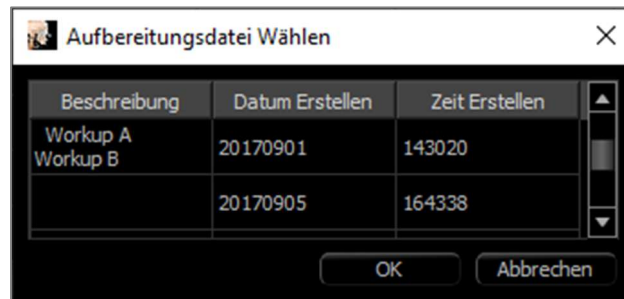 Aufbereitungsdatei Wählen
Beschreibung Datum Erstellen Zeit Erstellen
Workup A
Workup B 20170901 143020
20170905 164338
OK Abbrechen